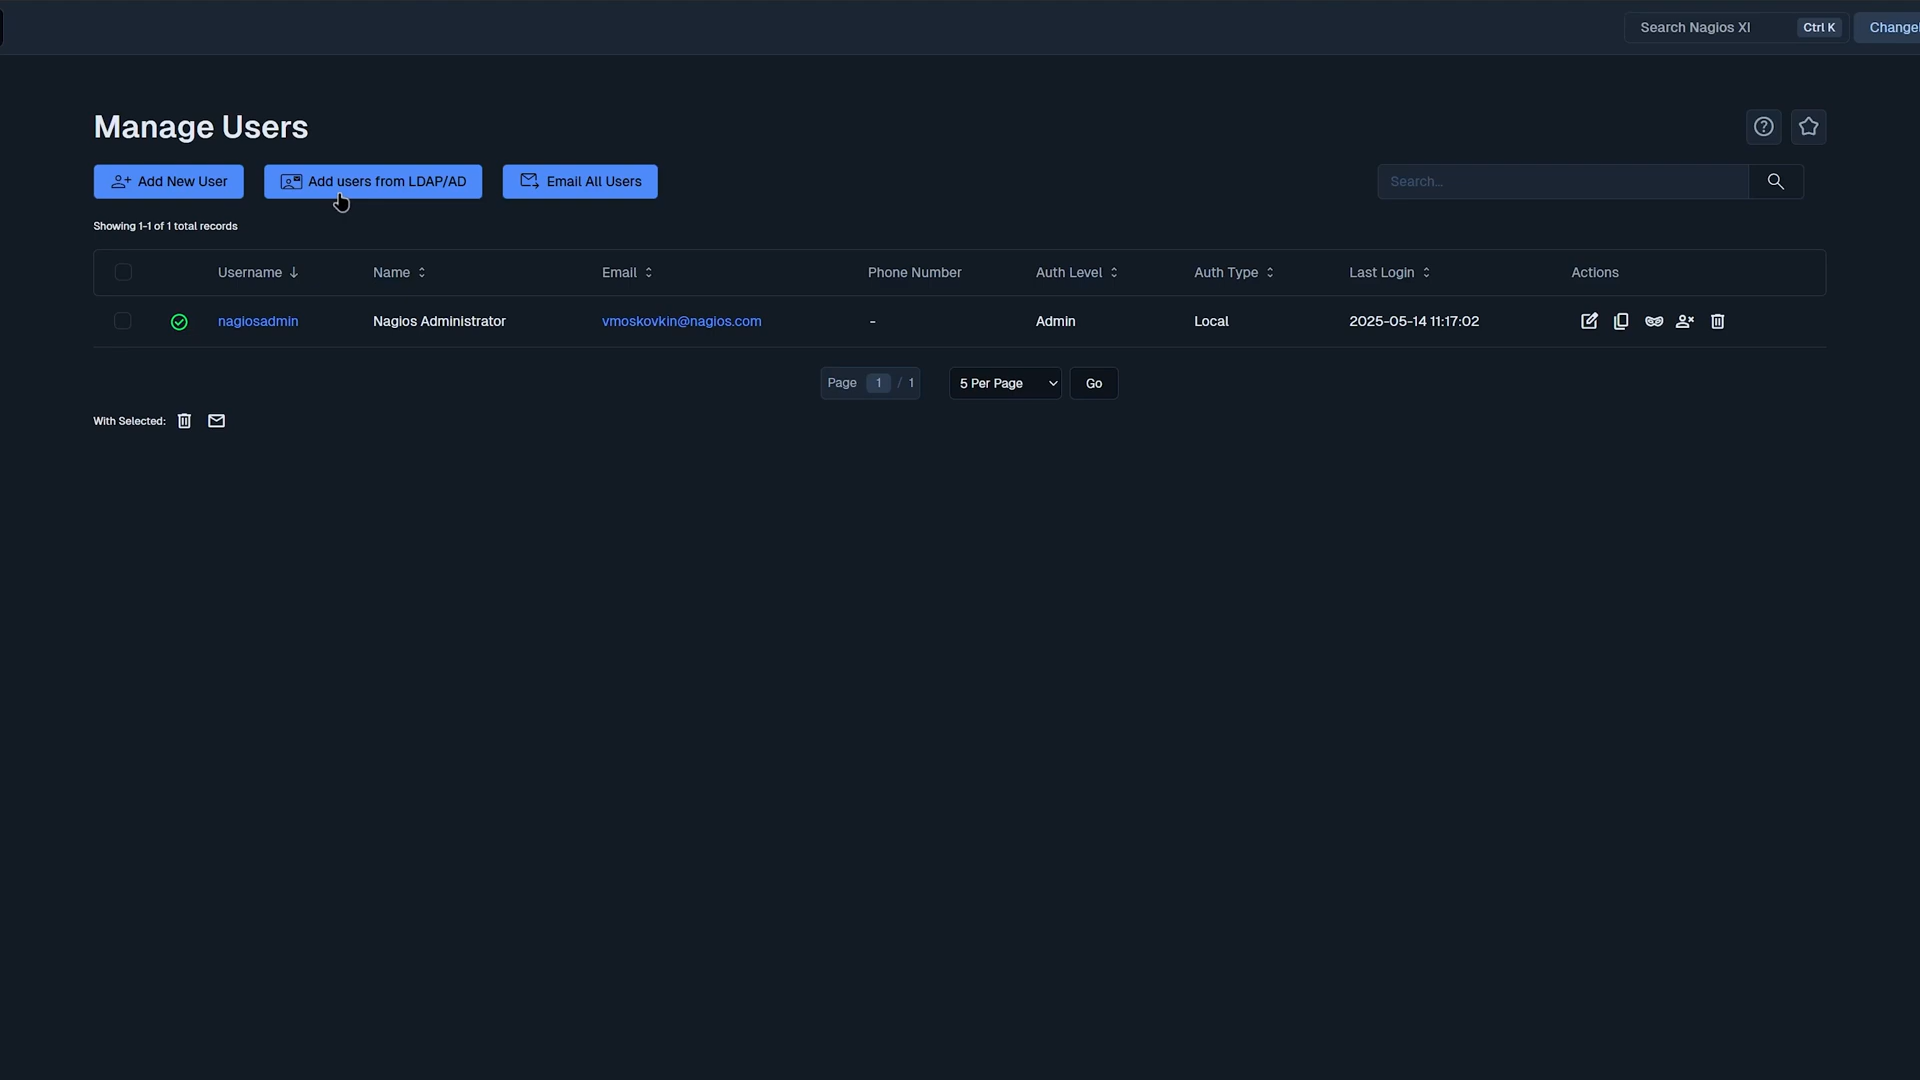 Search Nagios XI Ctrl K Changel
Manage Users
Add New User Add users from LDAP/AD Email All Users Search...
Showing 1-1 of 1 total records
Username Name Email Phone Number Auth Level Auth Type Last Login Actions
nagiosadmin Nagios Administrator vmoskovkin@nagios.com - Admin Local 2025-05-14 11:17:02
Page 1 / 1 5 Per Page Go
With Selected: